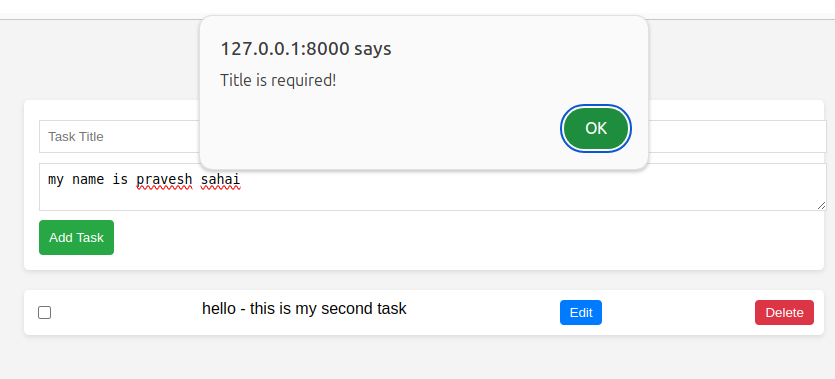 127.0.0.1:8000 says
Title is required!
OK
Task Title
my name is pravesh sahai
Add Task
hello - this is my second task
Edit
Delete